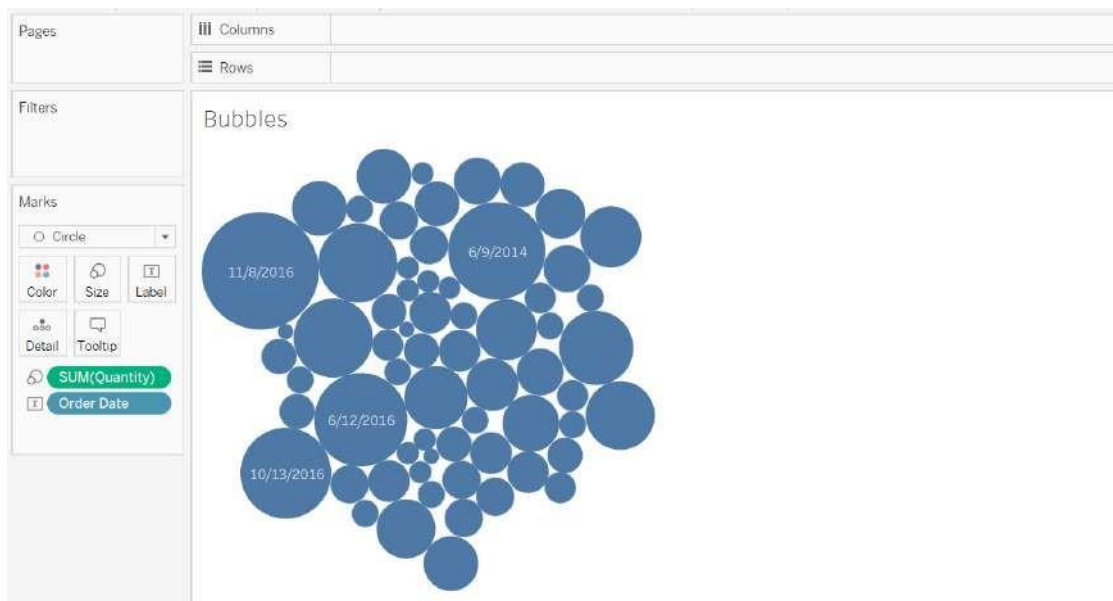 Pages
Columns
Rows
Filters
Bubbles
Marks
Circle
Color Size Label
Detail Tooltip
SUM(Quantity)
Order Date
11/8/2016
6/9/2014
6/12/2016
10/13/2016